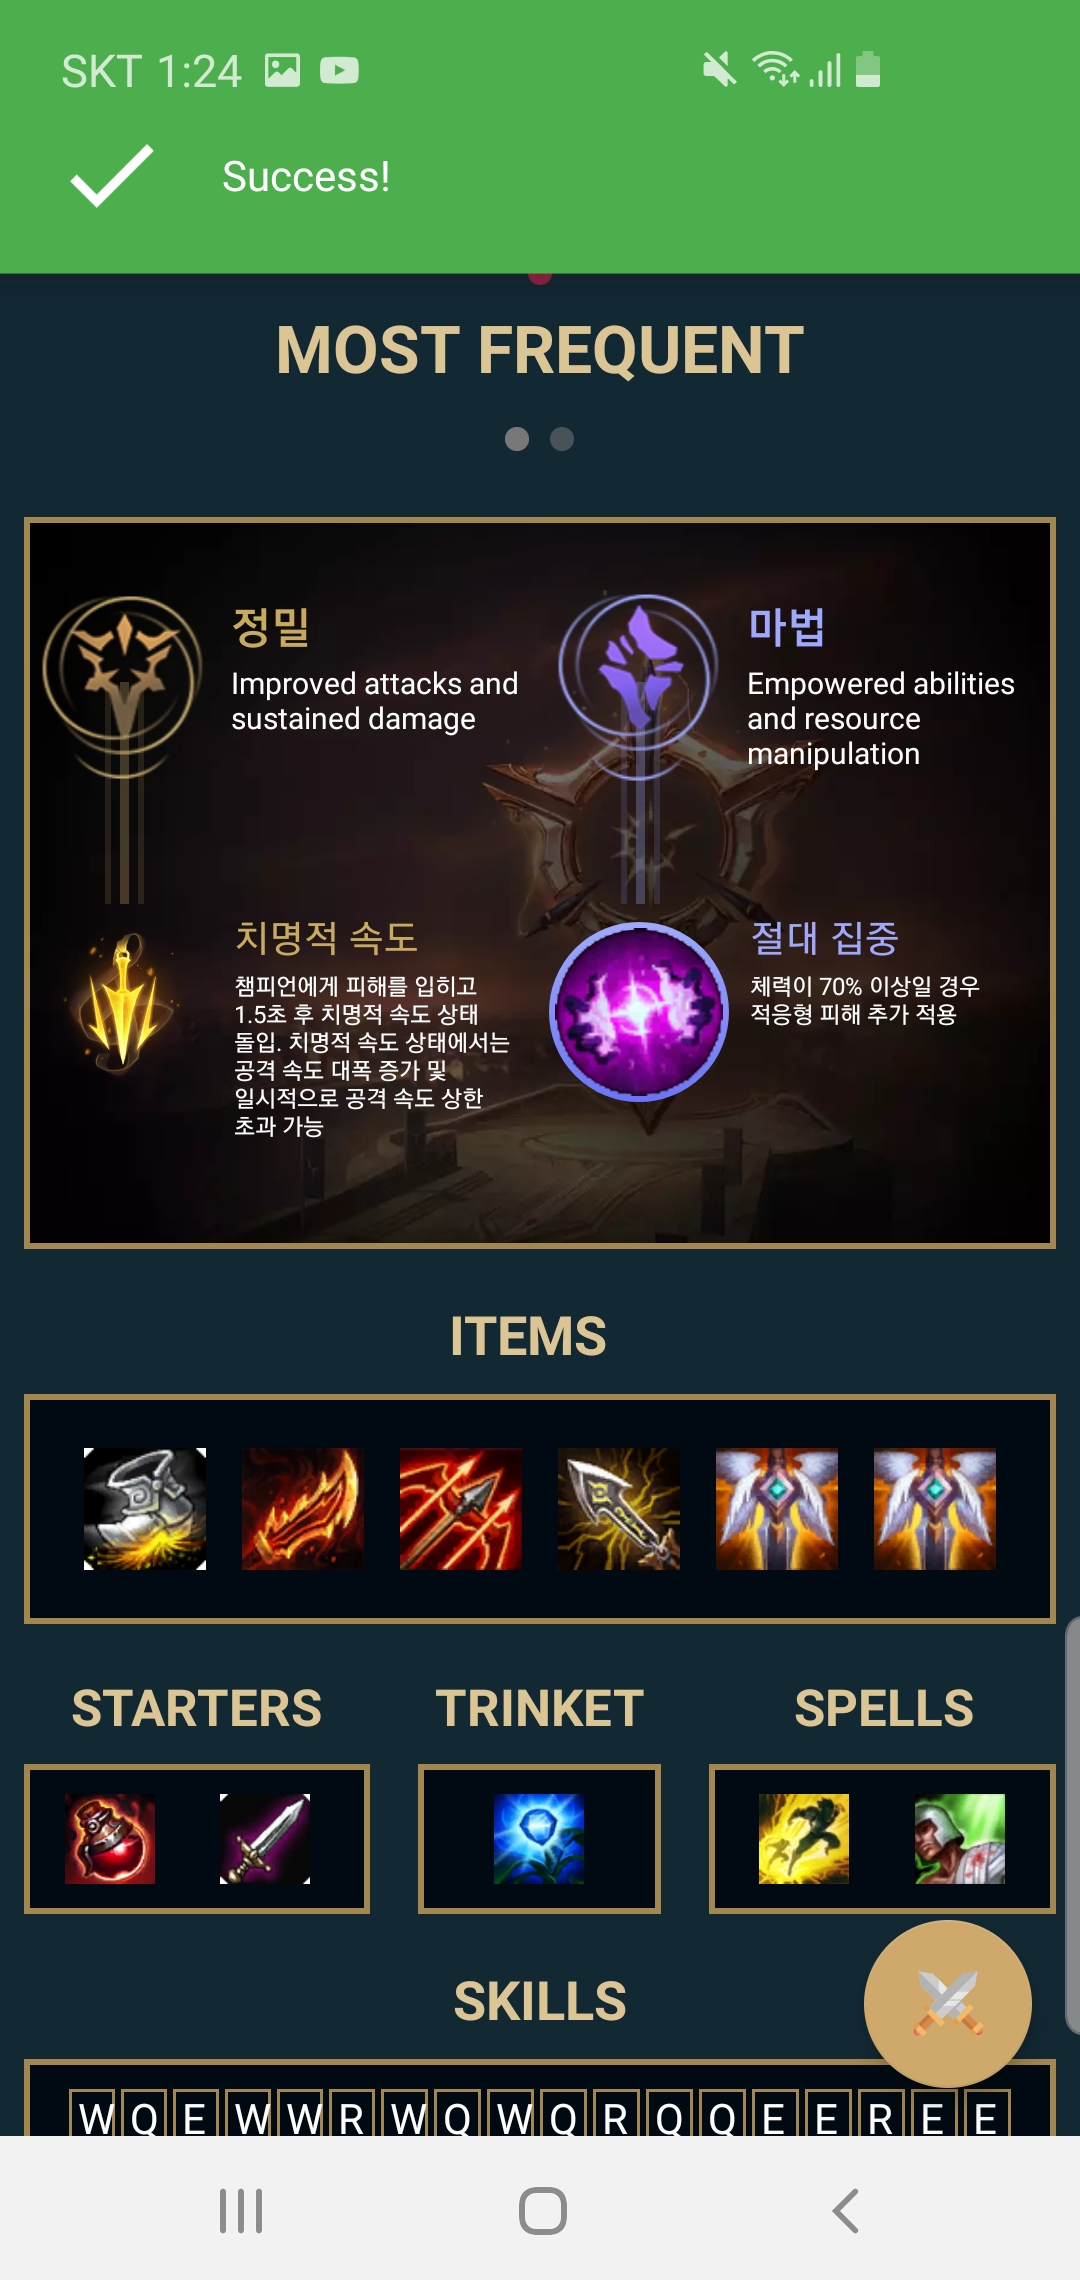 SKT 1:24
Success!
MOST FREQUENT
정밀
Improved attacks and
sustained damage
마법
Empowered abilities
and resource
manipulation
치명적 속도
챔피언에게 피해를 입히고
1.5초 후 치명적 속도 상태
돌입. 치명적 속도 상태에서는
공격 속도 대폭 증가 및
일시적으로 공격 속도 상한
초과 가능
절대 집중
체력이 70% 이상일 경우
적응형 피해 추가 적용
ITEMS
STARTERS
TRINKET
SPELLS
SKILLS
W Q E W W R W Q W Q R Q Q E E R E E